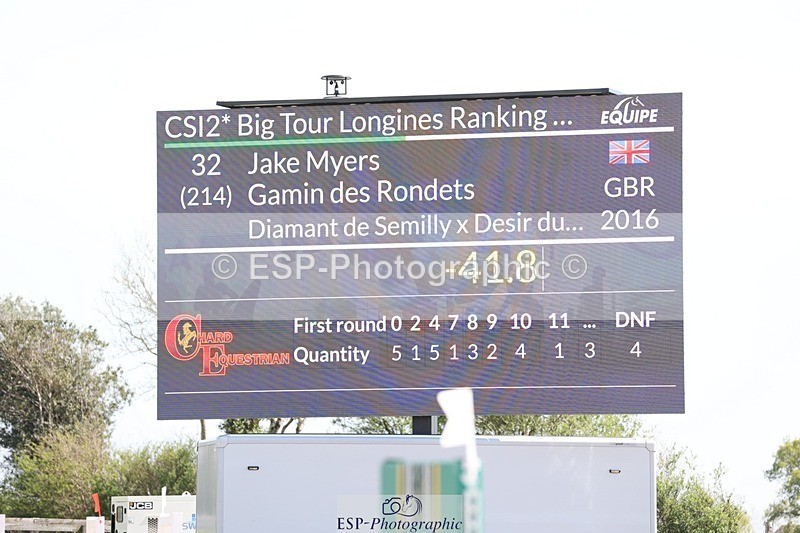 CSI2* Big Tour Longines Ranking ... EQUIPE
32 Jake Myers
(214) Gamin des Rondets GBR
Diamant de Semilly x Desir du... 2016
-41.8
© ESP-Photographic ©
First round 0 2 4 7 8 9 10 11 ... DNF
CHARD EQUESTRIAN
Quantity 5 1 5 1 3 2 4 1 3 4
JCB
SW
ESP-Photographic